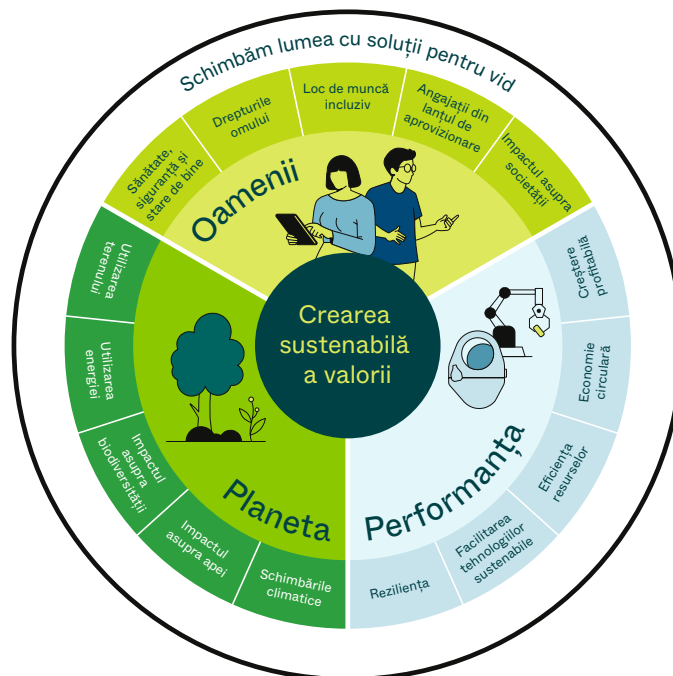 Schimbăm lumea cu soluții pentru vid
Sănătate,
siguranță și
stare de bine
Drepturile
omului
Loc de muncă
incluziv
Angajații din
lanțul de
aprovizionare
Impactul asupra
societății
Oamenii
Creștere
profitabilă
Economie
circulară
Eficiența
resurselor
Facilitarea
tehnologiilor
sustenabile
Reziliența
Performanța
Schimbările
climatice
Impactul
asupra apei
Impactul
asupra
biodiversității
Utilizarea
energiei
Utilizarea
terenului
Planeta
Crearea
sustenabilă
a valorii